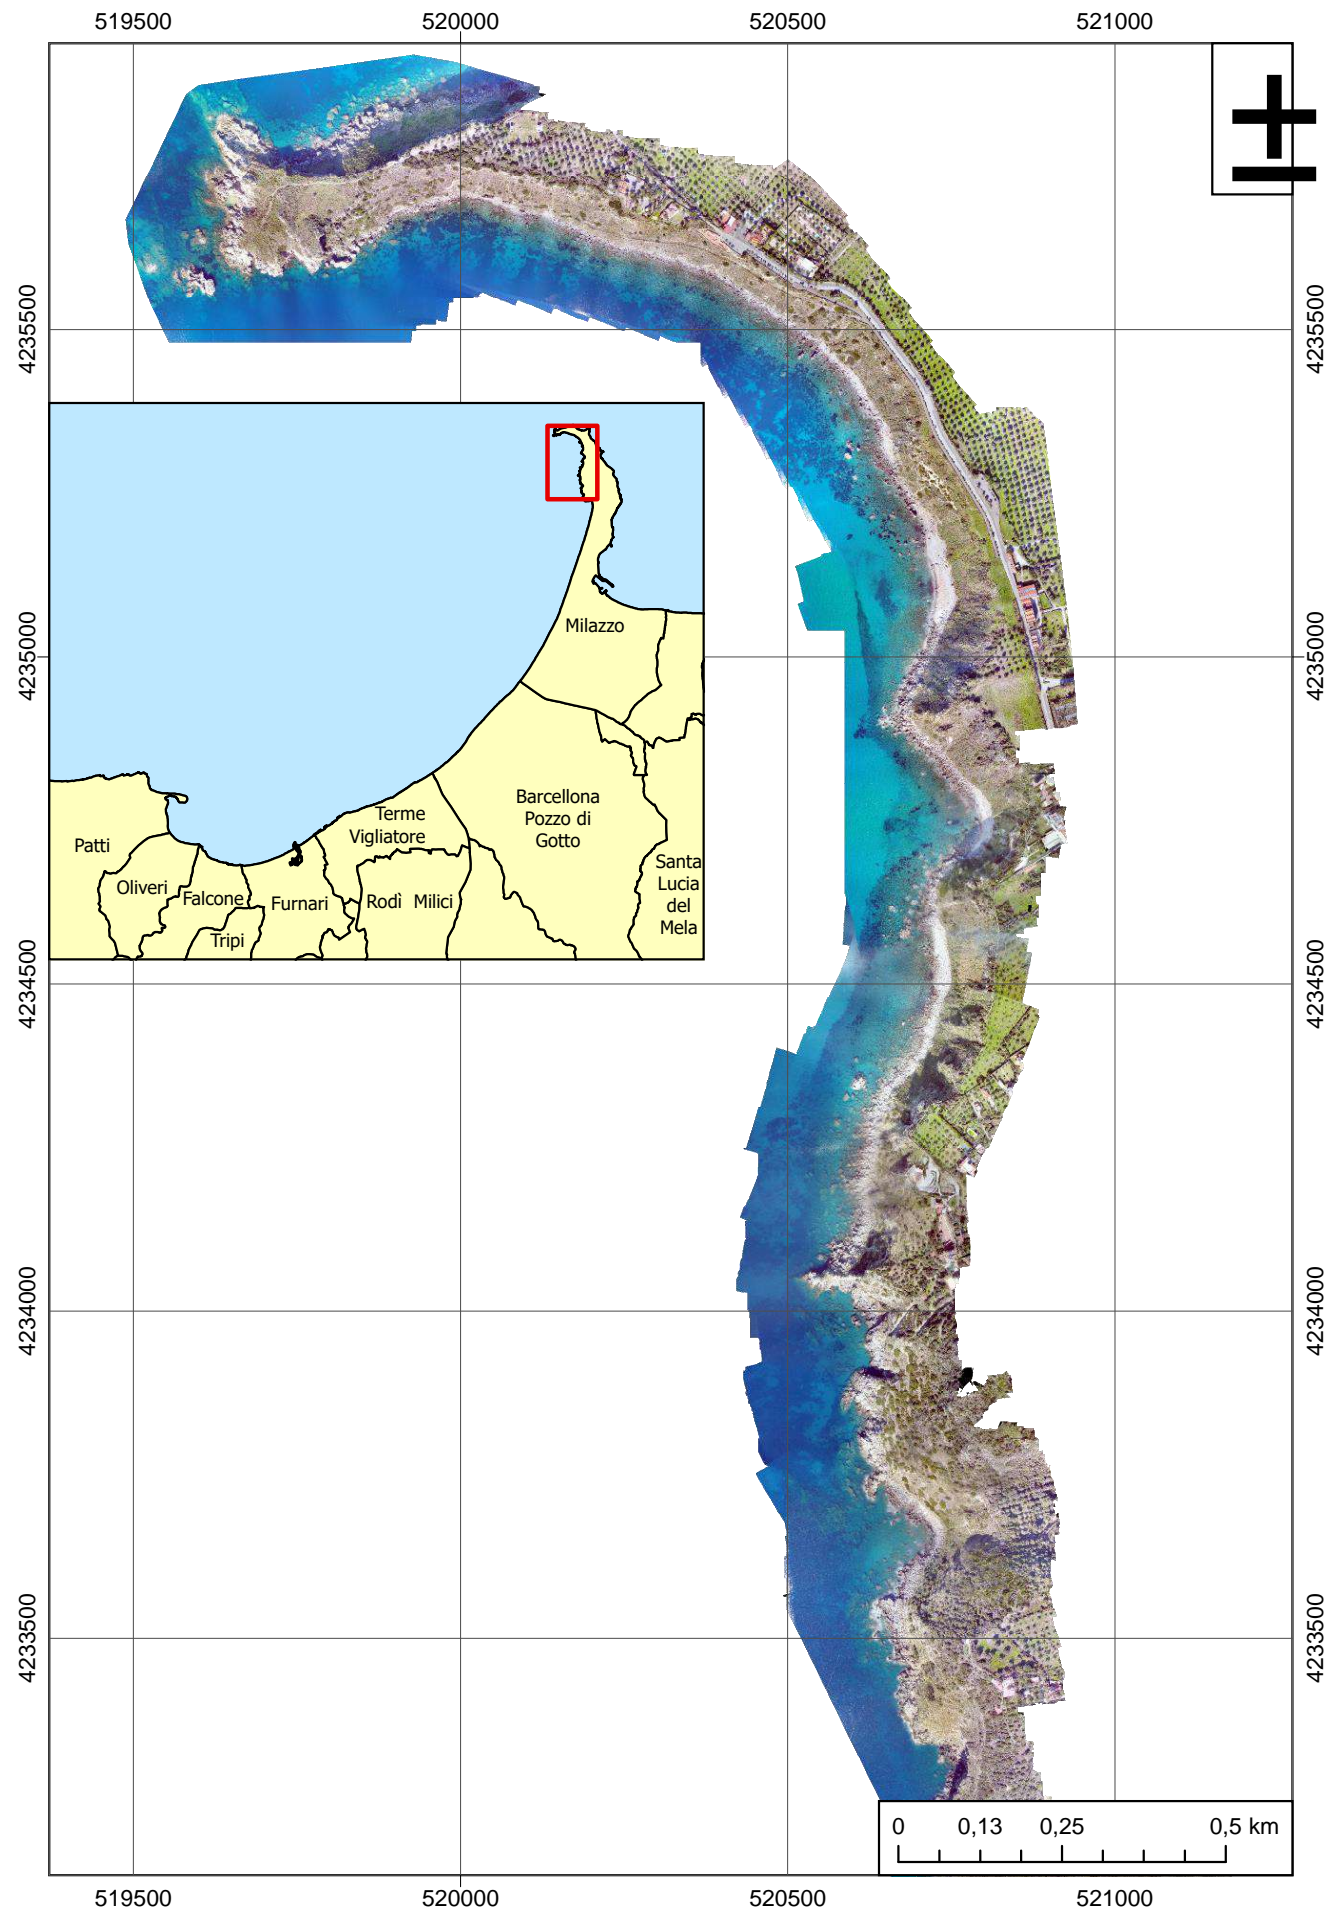 519500 520000 520500 521000
±
4235500 4235500
4235000 4235000
Milazzo
Barcellona
Pozzo di
Gotto
Terme
Vigliatore
Patti
Santa
Lucia
del
Mela
Oliveri
Falcone
Furnari
Rodì Milici
Tripi
4234500 4234500
4234000 4234000
4233500 4233500
0 0,13 0,25 0,5 km
519500 520000 520500 521000